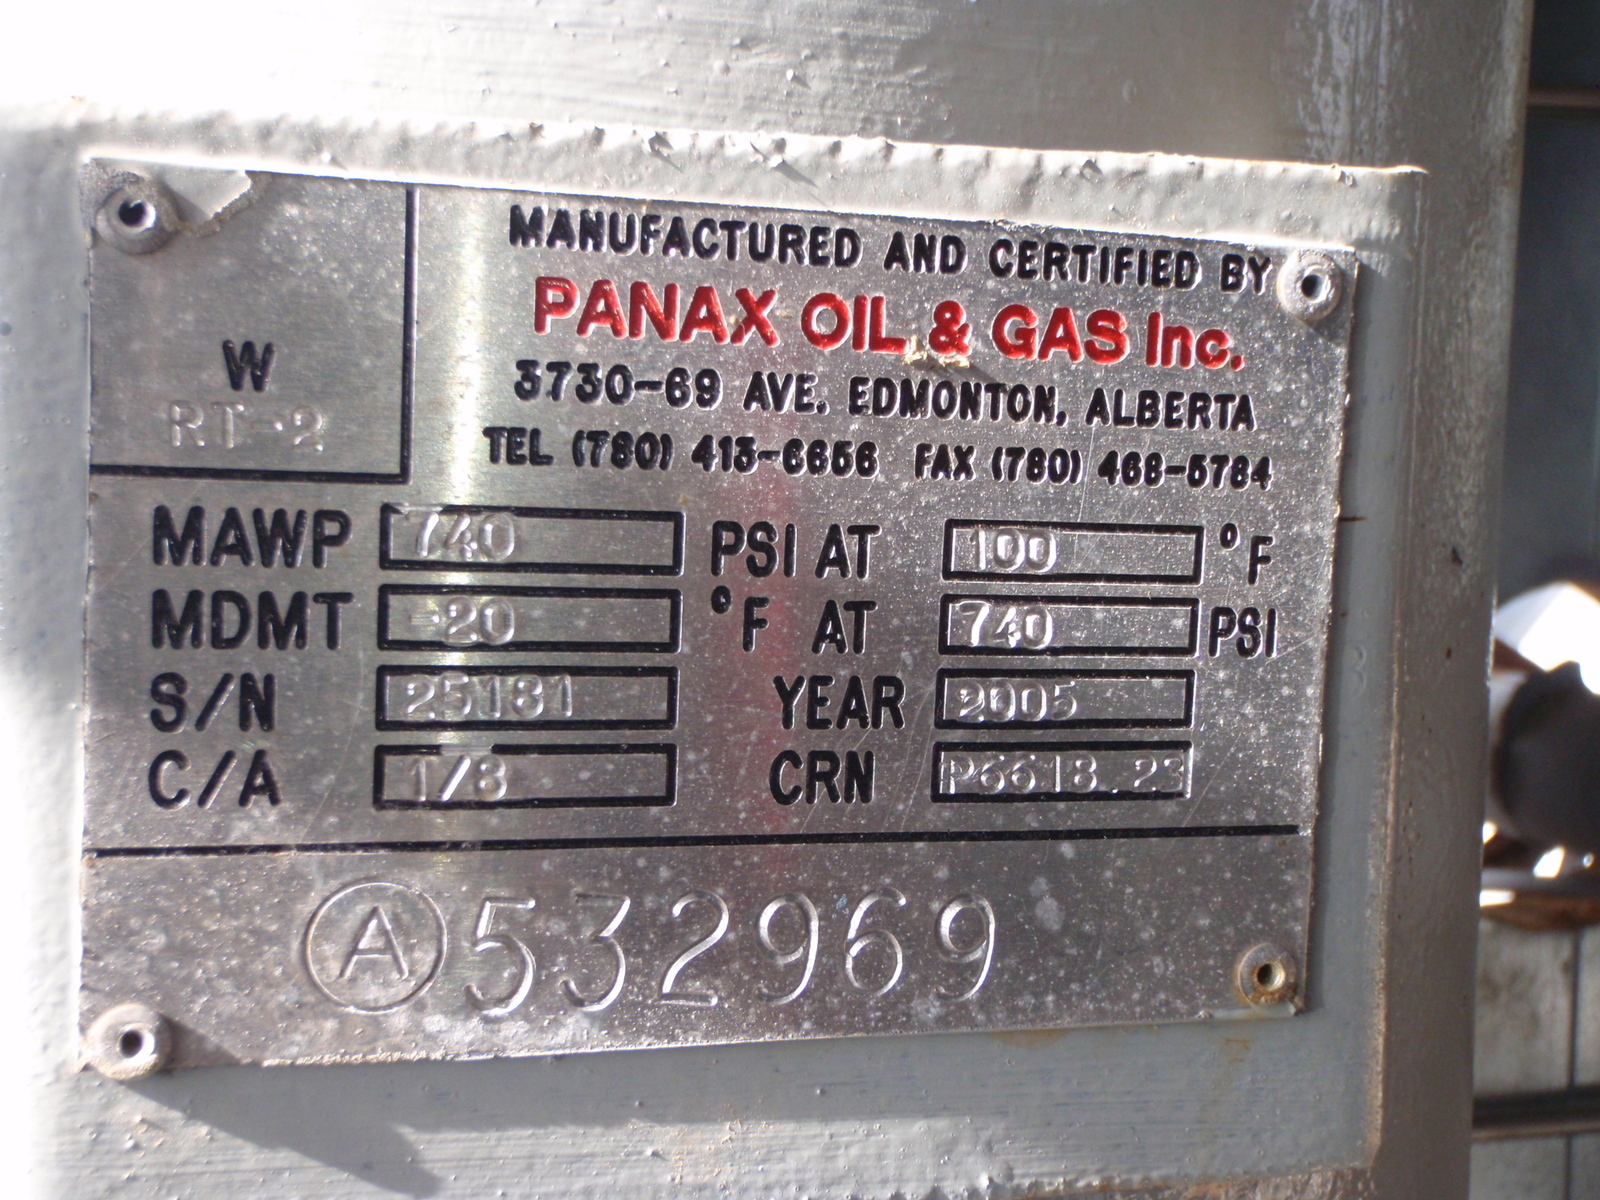 W
RT-2
MANUFACTURED AND CERTIFIED BY
PANAX OIL & GAS Inc.
3730-69 AVE. EDMONTON, ALBERTA
TEL (780) 413-6656 FAX (780) 468-5784
MAWP 740 PSI AT 100 °F
MDMT -20 °F AT 740 PSI
S/N 25181 YEAR 2005
C/A 1/8 CRN P6618.23
A 532969